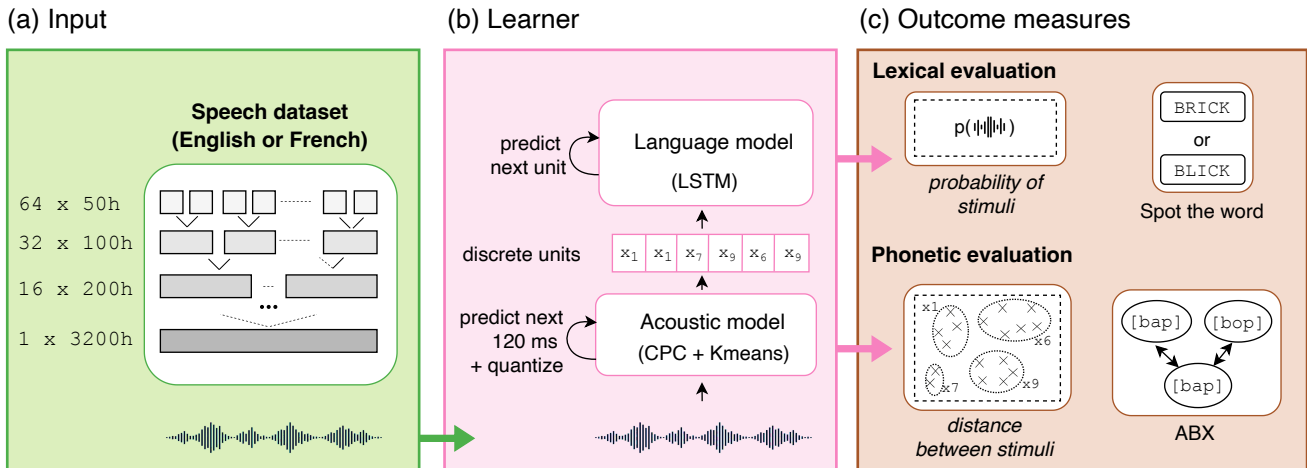 (a) Input
Speech dataset
(English or French)
64 x 50h
32 x 100h
16 x 200h
...
1 x 3200h
(b) Learner
predict
next unit
Language model
(LSTM)
discrete units
x1 x1 x7 x9 x6 x9
predict next
120 ms
+ quantize
Acoustic model
(CPC + Kmeans)
(c) Outcome measures
Lexical evaluation
p( )
probability of
stimuli
BRICK
or
BLICK
Spot the word
Phonetic evaluation
x1
x6
x7
x9
distance
between stimuli
[bap]
[bop]
[bap]
ABX